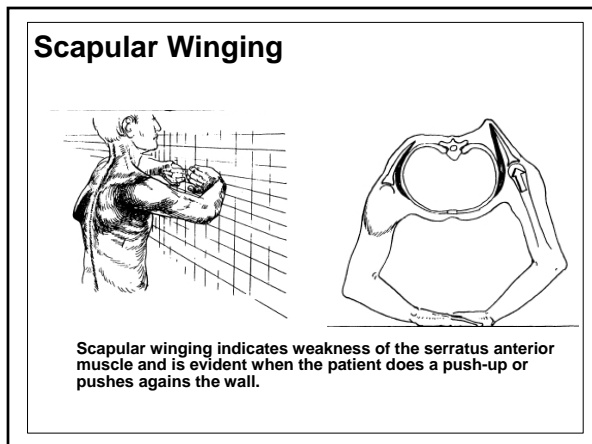 Scapular Winging
Scapular winging indicates weakness of the serratus anterior
muscle and is evident when the patient does a push-up or
pushes agains the wall.